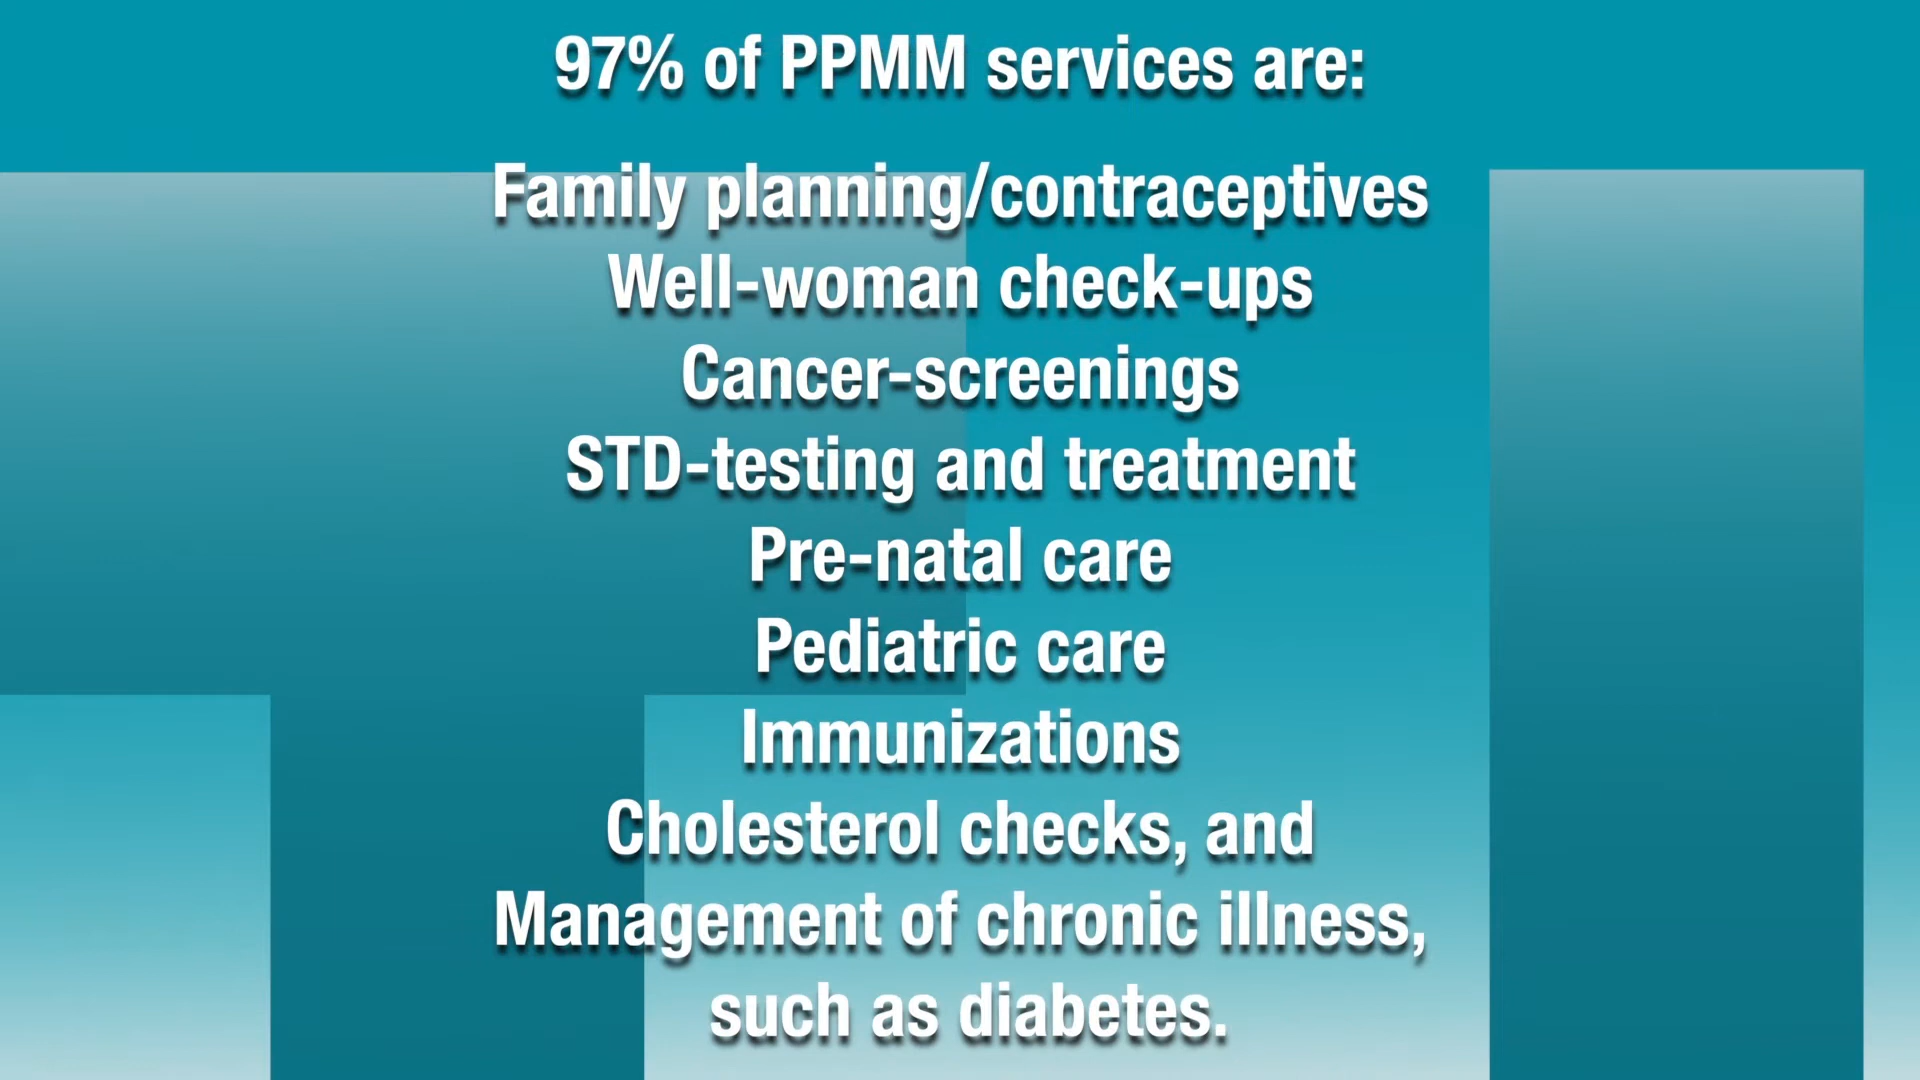 97% of PPMM services are:
Family planning/contraceptives
Well-woman check-ups
Cancer-screenings
STD-testing and treatment
Pre-natal care
Pediatric care
Immunizations
Cholesterol checks, and
Management of chronic illness,
such as diabetes.